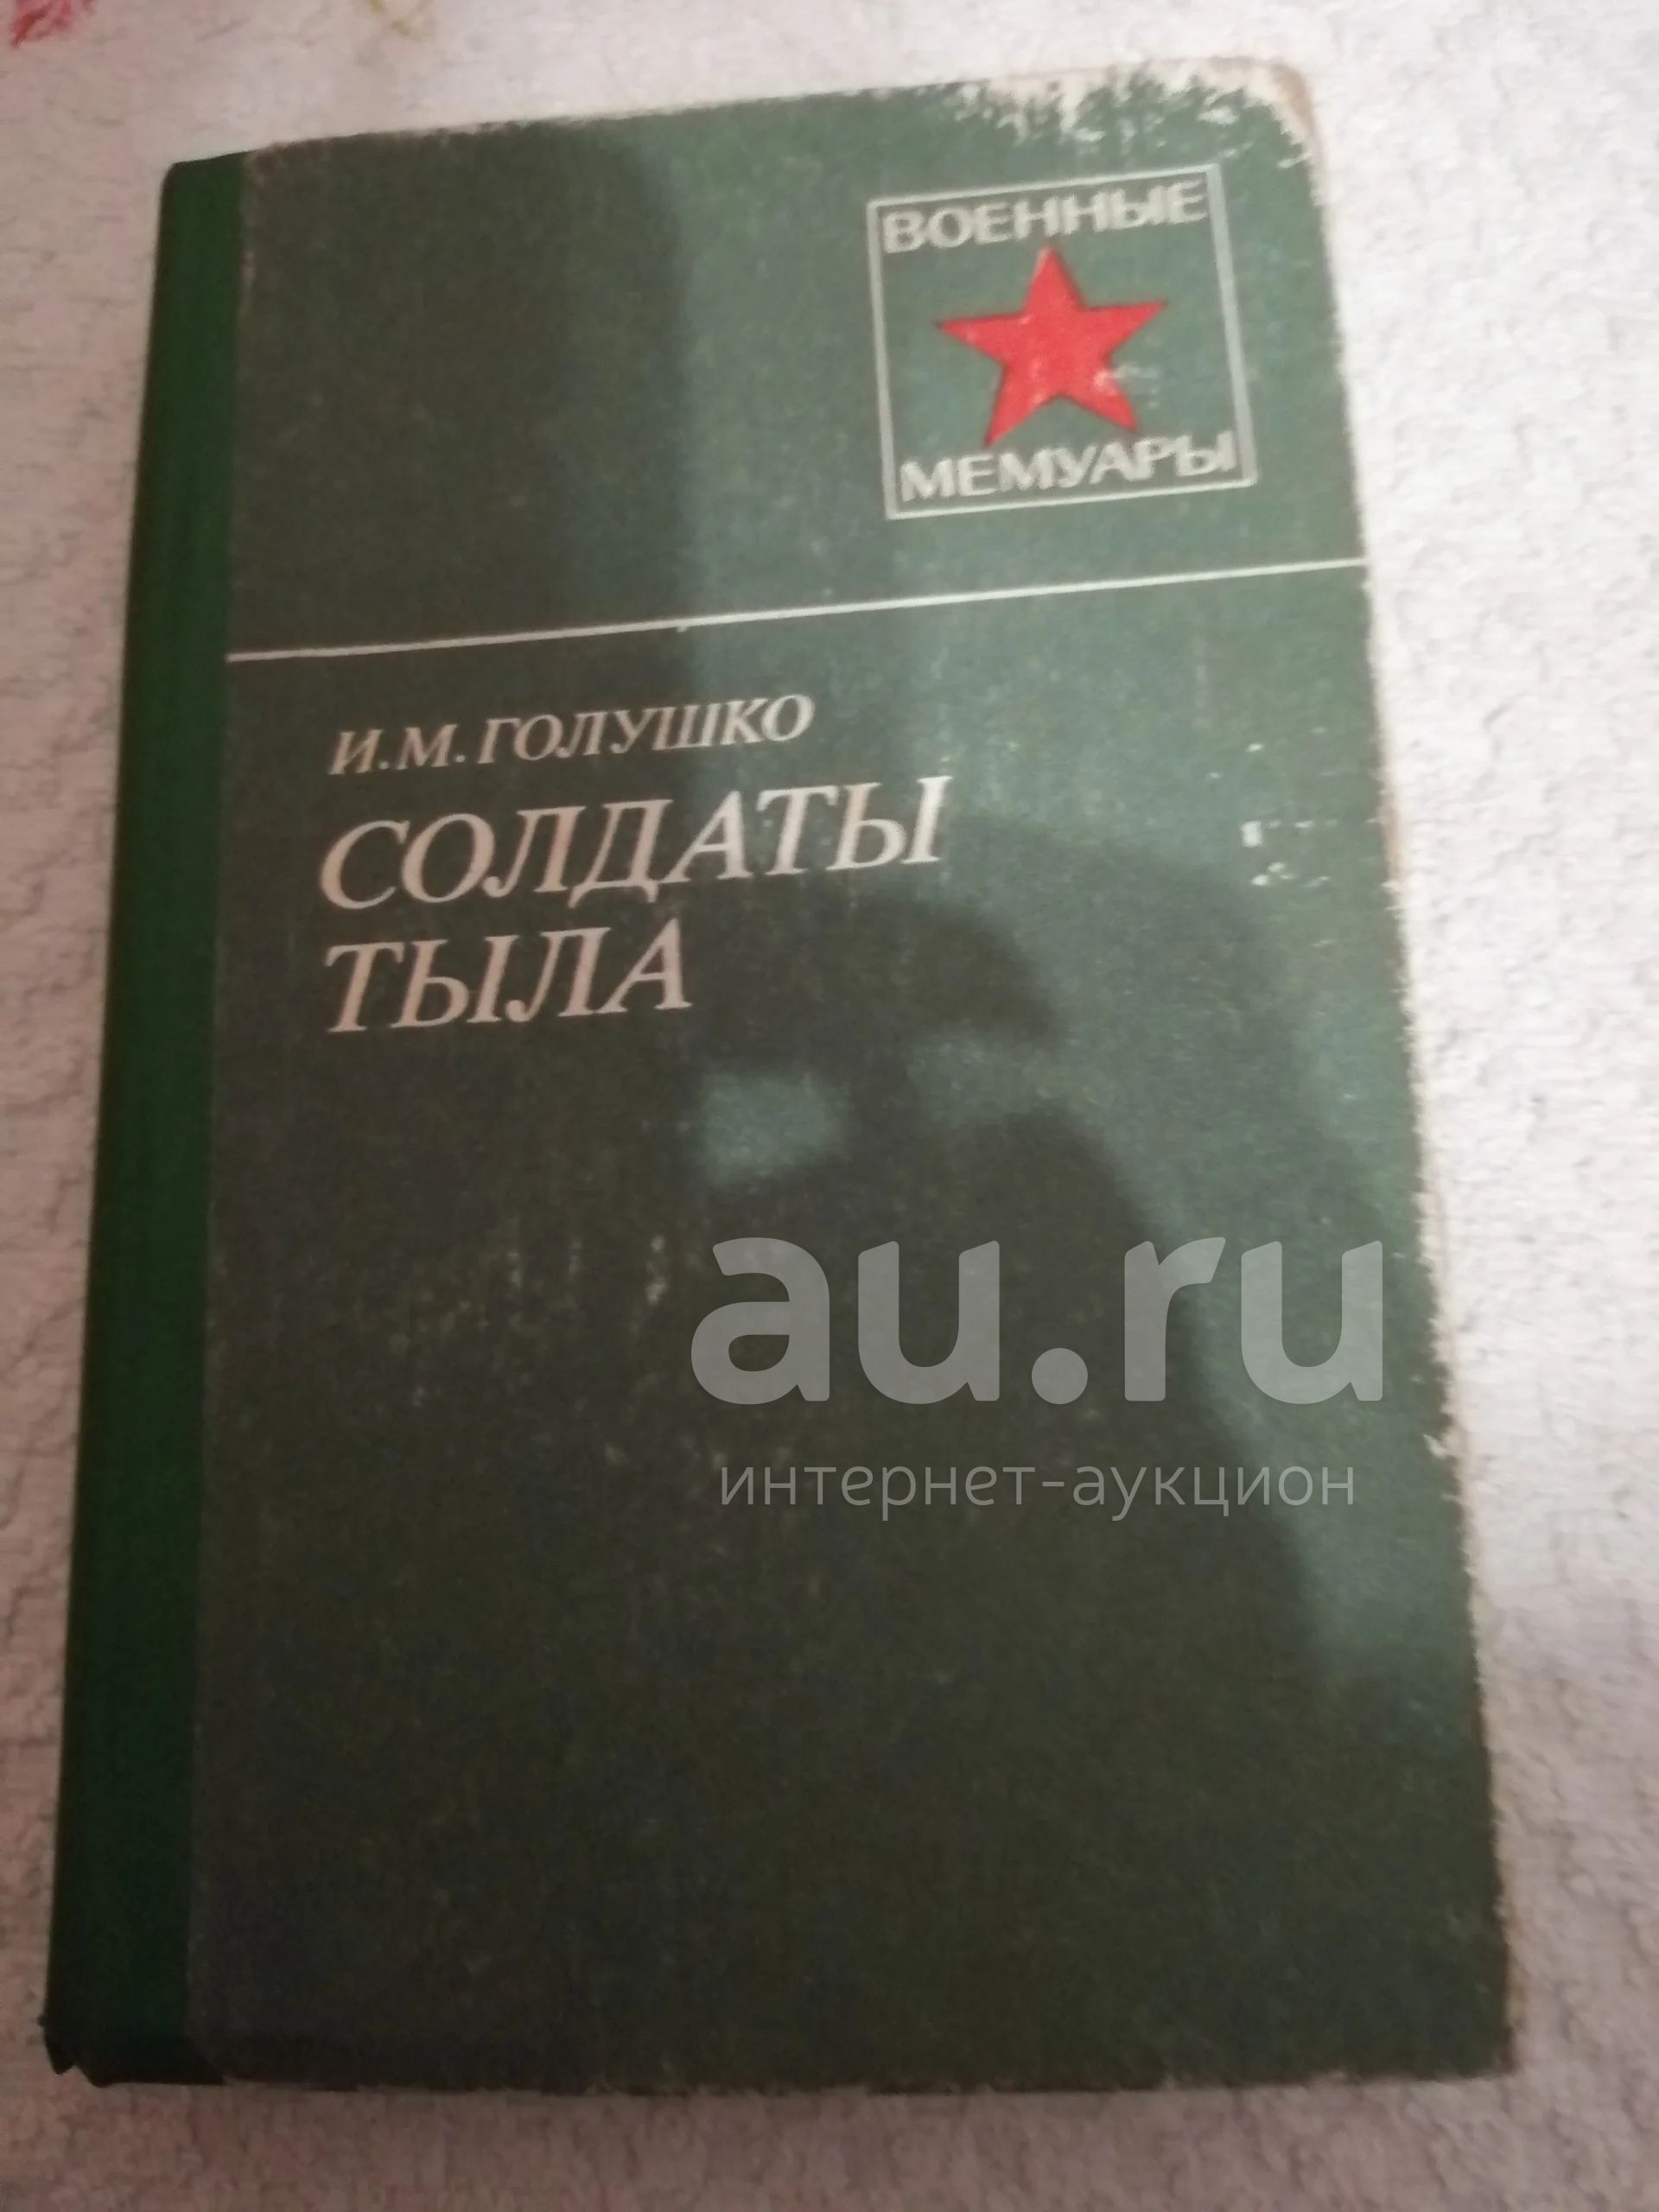 ВОЕННЫЕ
МЕМУАРЫ
И.М.ГОЛУШКО
СОЛДАТЫ
ТЫЛА
au.ru
интернет-аукцион